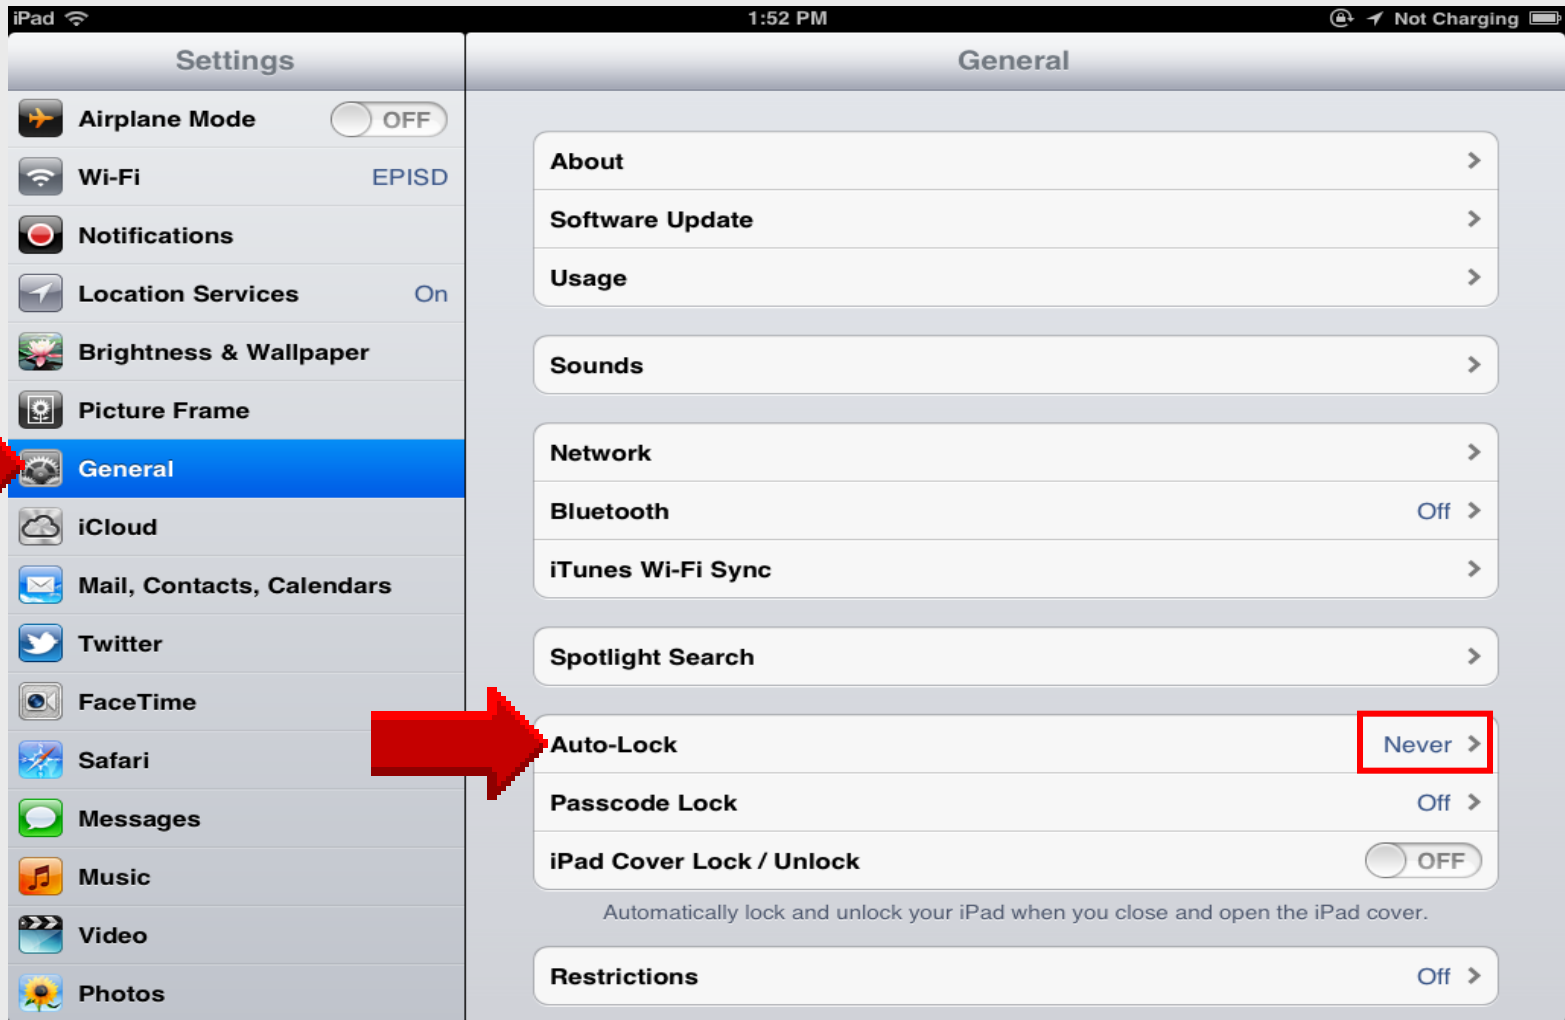 iPad 1:52 PM Not Charging
Settings
Airplane Mode OFF
Wi-Fi EPISD
Notifications
Location Services On
Brightness & Wallpaper
Picture Frame
General
iCloud
Mail, Contacts, Calendars
Twitter
FaceTime
Safari
Messages
Music
Video
Photos
General
About
Software Update
Usage
Sounds
Network
Bluetooth Off
iTunes Wi-Fi Sync
Spotlight Search
Auto-Lock Never
Passcode Lock Off
iPad Cover Lock / Unlock OFF
Automatically lock and unlock your iPad when you close and open the iPad cover.
Restrictions Off